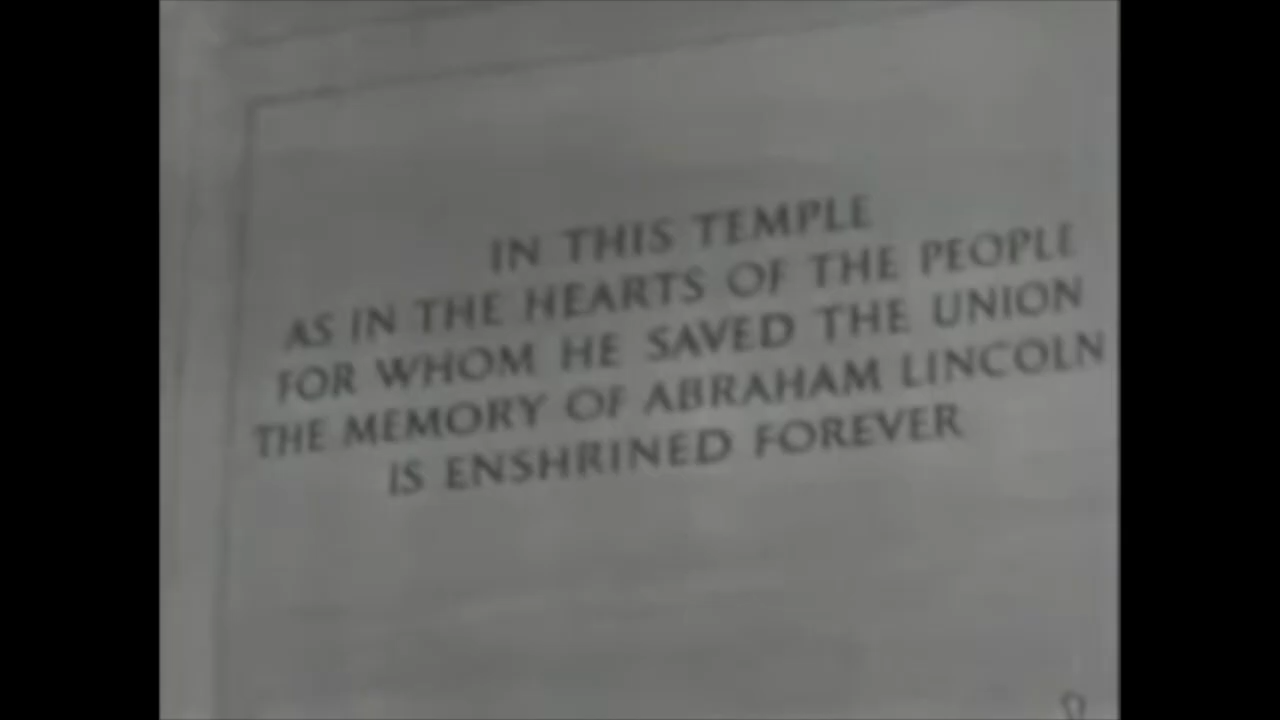 IN THIS TEMPLE
AS IN THE HEARTS OF THE PEOPLE
FOR WHOM HE SAVED THE UNION
THE MEMORY OF ABRAHAM LINCOLN
IS ENSHRINED FOREVER